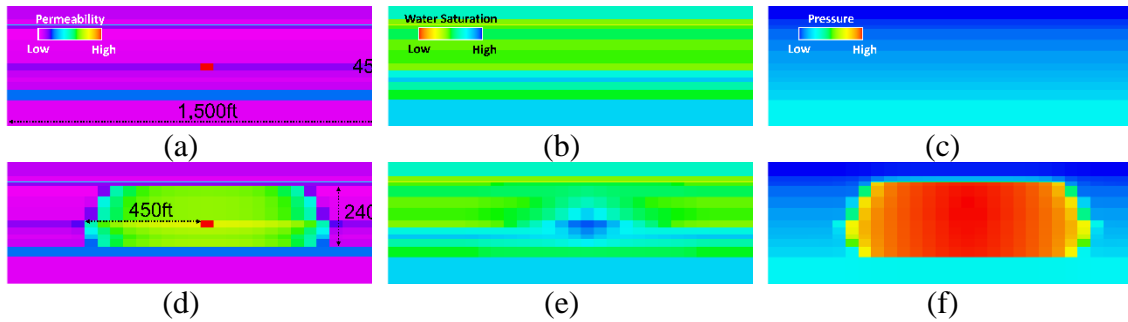 Permeability
Low High
45
1,500ft
(a)
Water Saturation
Low High
(b)
Pressure
Low High
(c)
450ft
240
(d)
(e)
(f)